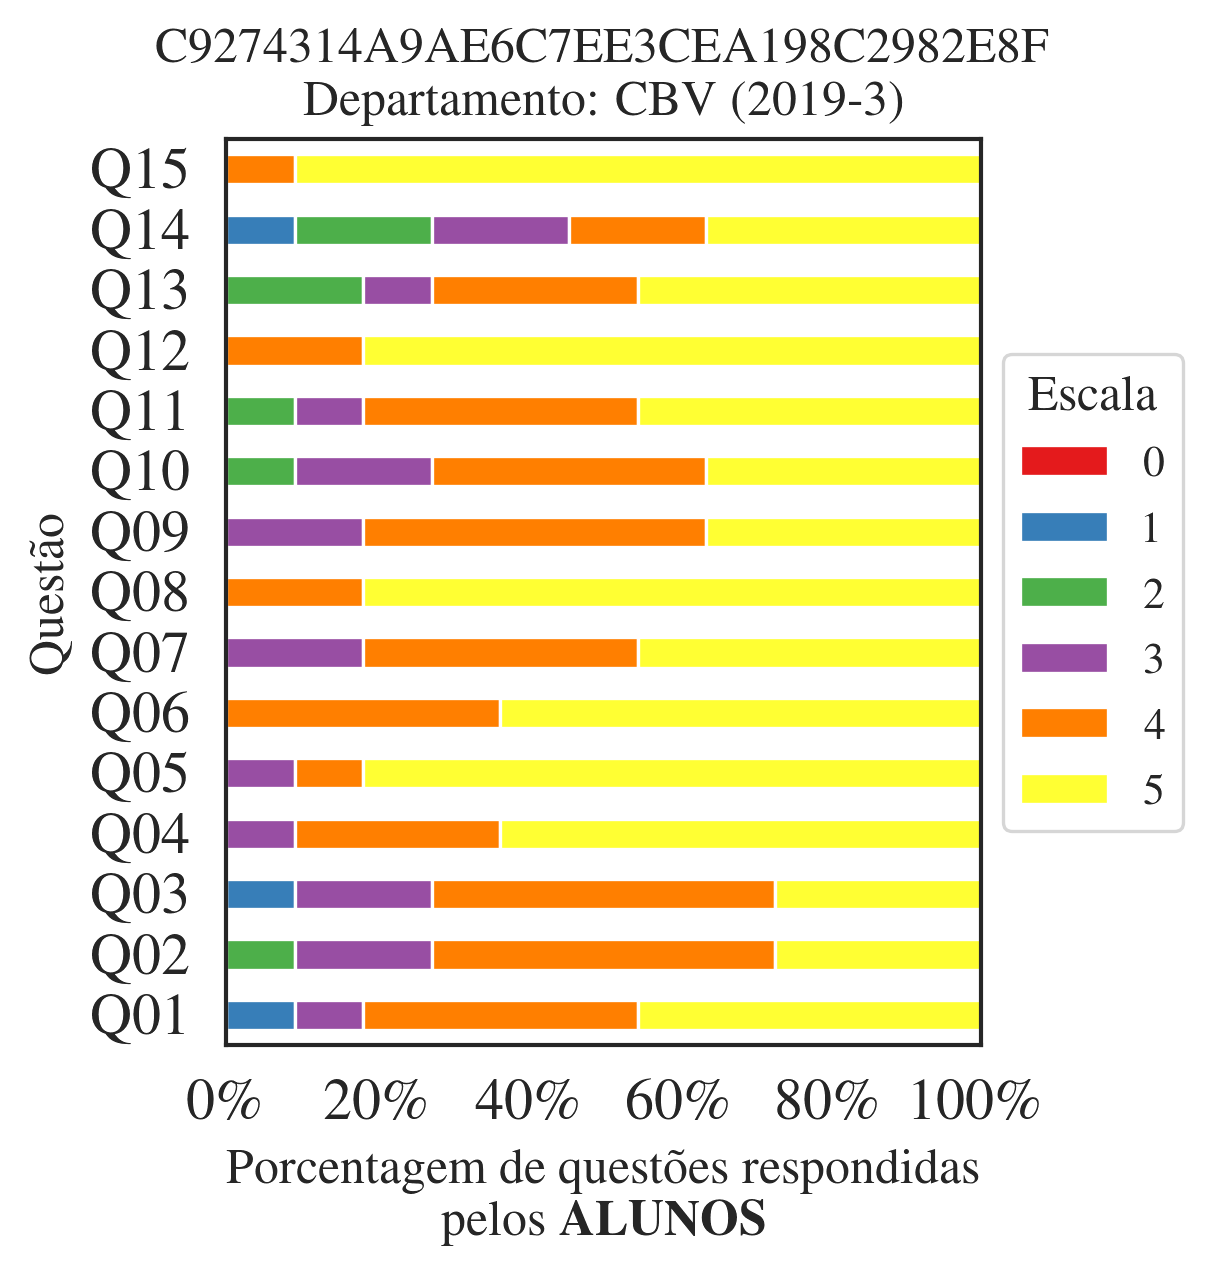 C9274314A9AE6C7EE3CEA198C2982E8F
Departamento: CBV (2019-3)
Q15
Q14
Q13
Q12
Q11
Q10
Q09
Q08
Q07
Q06
Q05
Q04
Q03
Q02
Q01
Questão
0% 20% 40% 60% 80% 100%
Porcentagem de questões respondidas
pelos ALUNOS
Escala
0
1
2
3
4
5